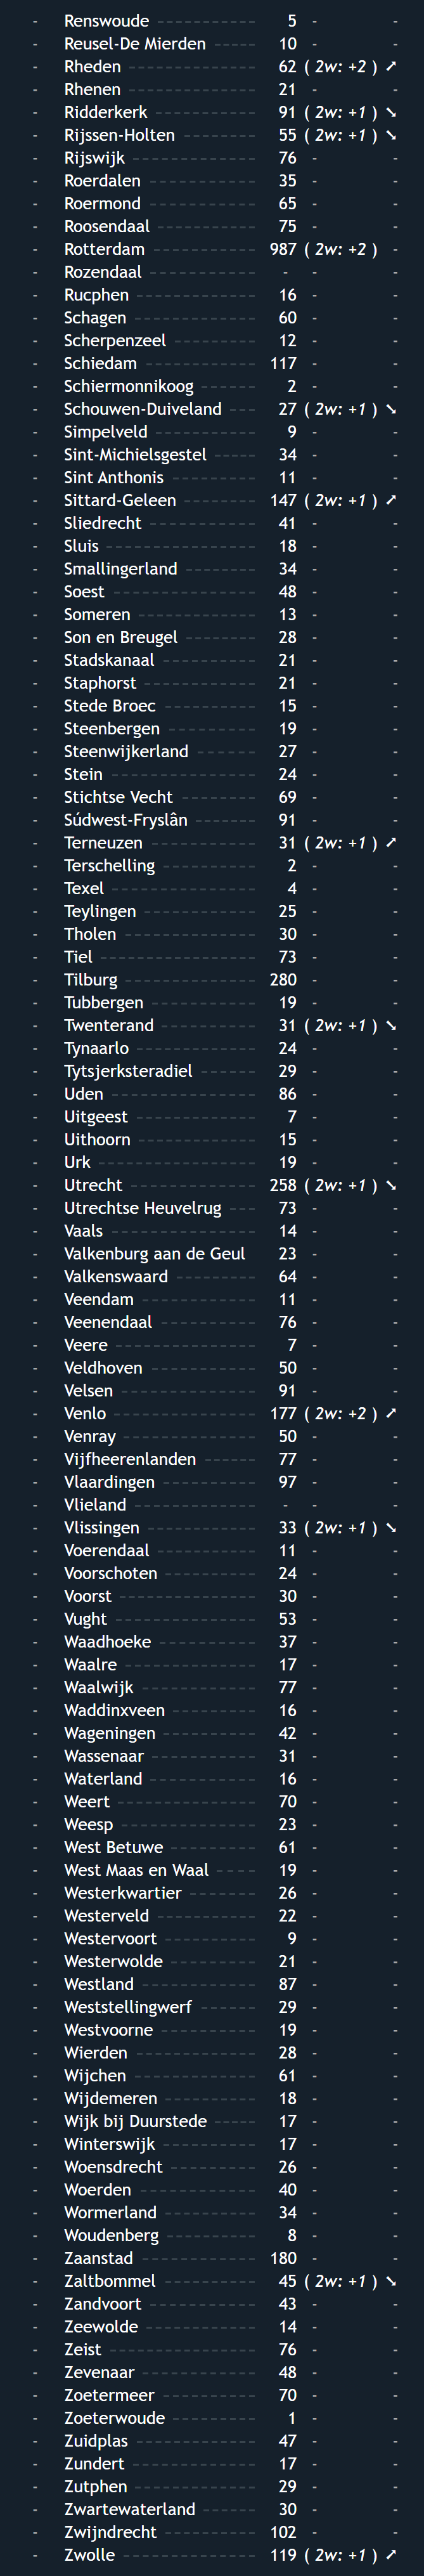 - Renswoude ------------ 5 - -
- Reusel-De Mierden ------ 10 - -
- Rheden --------------- 62 ( 2w: +2 ) ➚
- Rhenen --------------- 21 - -
- Ridderkerk ------------ 91 ( 2w: +1 ) ➘
- Rijssen-Holten --------- 55 ( 2w: +1 ) ➘
- Rijswijk -------------- 76 - -
- Roerdalen ------------ 35 - -
- Roermond ------------ 65 - -
- Roosendaal ----------- 75 - -
- Rotterdam ------------ 987 ( 2w: +2 ) -
- Rozendaal ------------ - - -
- Rucphen ------------- 16 - -
- Schagen -------------- 60 - -
- Scherpenzeel --------- 12 - -
- Schiedam ------------- 117 - -
- Schiermonnikoog ------ 2 - -
- Schouwen-Duiveland --- 27 ( 2w: +1 ) ➘
- Simpelveld ------------ 9 - -
- Sint-Michielsgestel ----- 34 - -
- Sint Anthonis ---------- 11 - -
- Sittard-Geleen -------- 147 ( 2w: +1 ) ➚
- Sliedrecht ------------ 41 - -
- Sluis ----------------- 18 - -
- Smallingerland -------- 34 - -
- Soest ---------------- 48 - -
- Someren ------------- 13 - -
- Son en Breugel -------- 28 - -
- Stadskanaal ----------- 21 - -
- Staphorst ------------- 21 - -
- Stede Broec ---------- 15 - -
- Steenbergen ---------- 19 - -
- Steenwijkerland ------ 27 - -
- Stein ---------------- 24 - -
- Stichtse Vecht --------- 69 - -
- Súdwest-Fryslân ------- 91 - -
- Terneuzen ------------ 31 ( 2w: +1 ) ➚
- Terschelling ----------- 2 - -
- Texel ---------------- 4 - -
- Teylingen ------------ 25 - -
- Tholen --------------- 30 - -
- Tiel ------------------ 73 - -
- Tilburg --------------- 280 - -
- Tubbergen ------------ 19 - -
- Twenterand ----------- 31 ( 2w: +1 ) ➘
- Tynaarlo ------------- 24 - -
- Tytsjerksteradiel ------ 29 - -
- Uden ---------------- 86 - -
- Uitgeest -------------- 7 - -
- Uithoorn ------------- 15 - -
- Urk ------------------ 19 - -
- Utrecht -------------- 258 ( 2w: +1 ) ➘
- Utrechtse Heuvelrug --- 73 - -
- Vaals ---------------- 14 - -
- Valkenburg aan de Geul 23 - -
- Valkenswaard --------- 64 - -
- Veendam ------------- 11 - -
- Veenendaal ----------- 76 - -
- Veere ---------------- 7 - -
- Veldhoven ------------ 50 - -
- Velsen --------------- 91 - -
- Venlo ---------------- 177 ( 2w: +2 ) ➚
- Venray --------------- 50 - -
- Vijfheerenlanden ------ 77 - -
- Vlaardingen ----------- 97 - -
- Vlieland -------------- - - -
- Vlissingen ------------ 33 ( 2w: +1 ) ➘
- Voerendaal ----------- 11 - -
- Voorschoten ---------- 24 - -
- Voorst --------------- 30 - -
- Vught ---------------- 53 - -
- Waadhoeke ----------- 37 - -
- Waalre --------------- 17 - -
- Waalwijk ------------- 77 - -
- Waddinxveen --------- 16 - -
- Wageningen ---------- 42 - -
- Wassenaar ------------ 31 - -
- Waterland ------------ 16 - -
- Weert ---------------- 70 - -
- Weesp --------------- 23 - -
- West Betuwe --------- 61 - -
- West Maas en Waal ---- 19 - -
- Westerkwartier ------- 26 - -
- Westerveld ----------- 22 - -
- Westervoort ---------- 9 - -
- Westerwolde --------- 21 - -
- Westland ------------- 87 - -
- Weststellingwerf ------ 29 - -
- Westvoorne ----------- 19 - -
- Wierden ------------- 28 - -
- Wijchen -------------- 61 - -
- Wijdemeren ---------- 18 - -
- Wijk bij Duurstede ----- 17 - -
- Winterswijk ----------- 17 - -
- Woensdrecht --------- 26 - -
- Woerden ------------- 40 - -
- Wormerland ---------- 34 - -
- Woudenberg ---------- 8 - -
- Zaanstad ------------- 180 - -
- Zaltbommel ----------- 45 ( 2w: +1 ) ➘
- Zandvoort ------------ 43 - -
- Zeewolde ------------- 14 - -
- Zeist ---------------- 76 - -
- Zevenaar ------------- 48 - -
- Zoetermeer ----------- 70 - -
- Zoeterwoude --------- 1 - -
- Zuidplas ------------- 47 - -
- Zundert -------------- 17 - -
- Zutphen -------------- 29 - -
- Zwartewaterland ------ 30 - -
- Zwijndrecht ----------- 102 - -
- Zwolle --------------- 119 ( 2w: +1 ) ➚